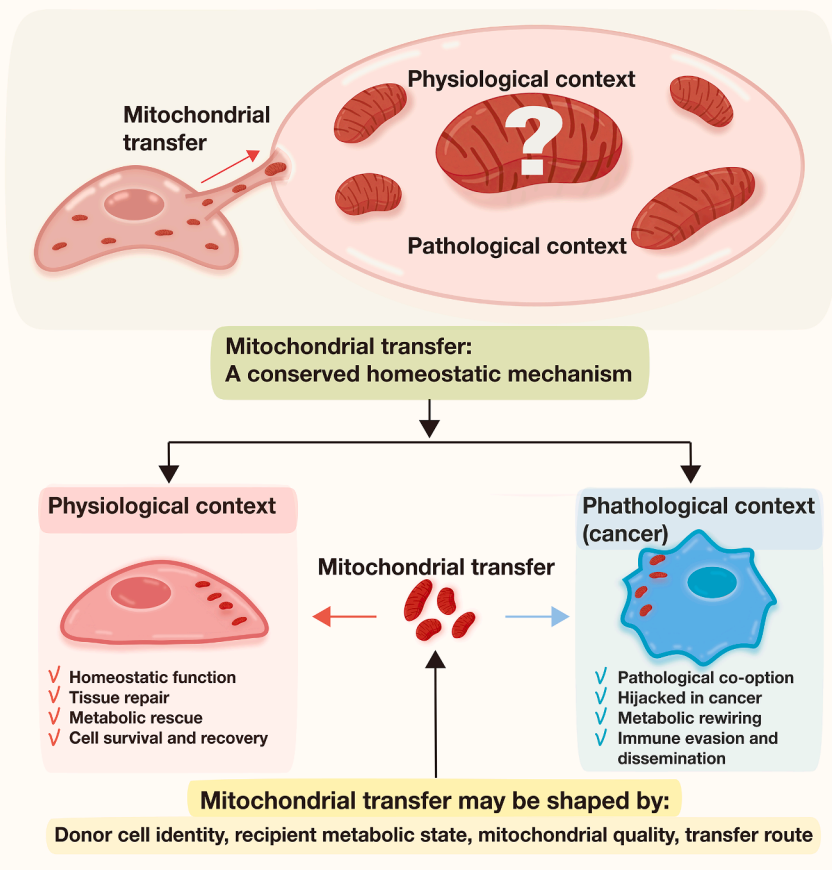 Physiological context
Mitochondrial
transfer
?
Pathological context
Mitochondrial transfer:
A conserved homeostatic mechanism
Physiological context
Phathological context
(cancer)
Mitochondrial transfer
Homeostatic function
Tissue repair
Metabolic rescue
Cell survival and recovery
Pathological co-option
Hijacked in cancer
Metabolic rewiring
Immune evasion and
dissemination
Mitochondrial transfer may be shaped by:
Donor cell identity, recipient metabolic state, mitochondrial quality, transfer route